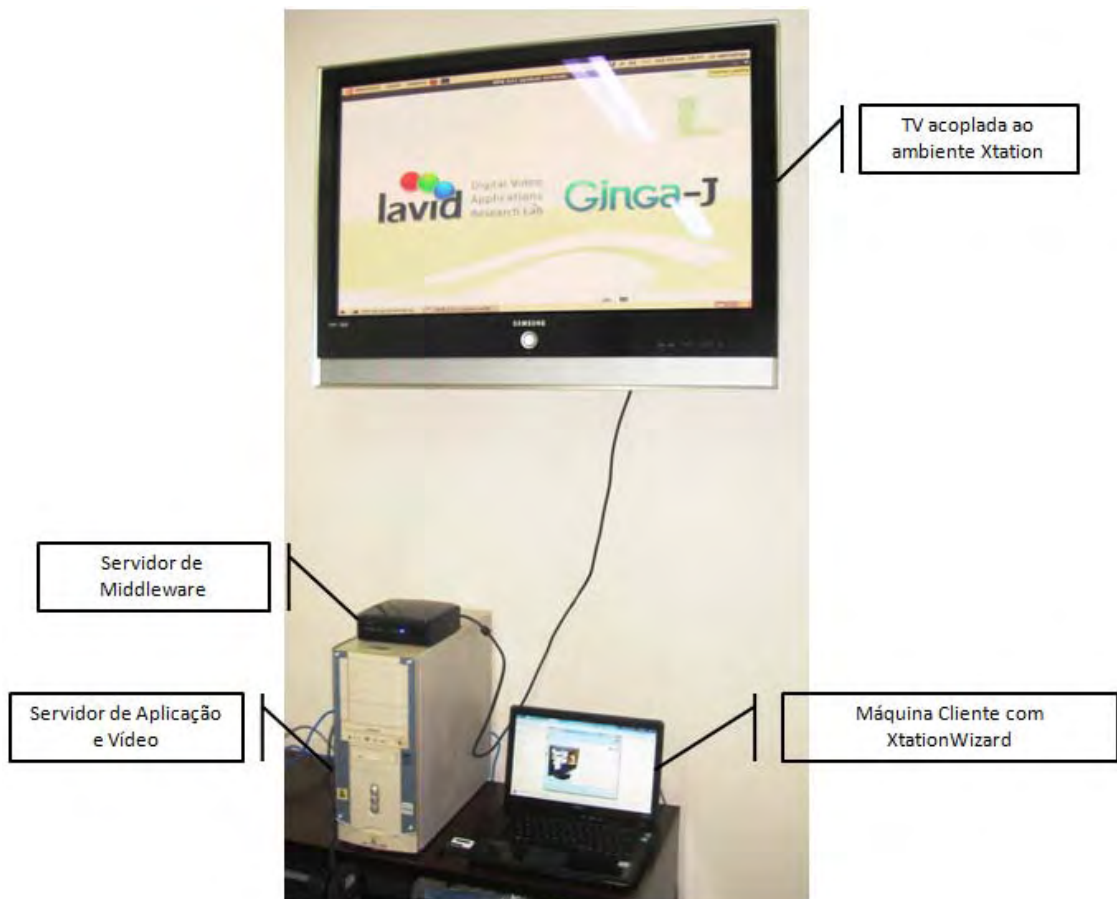 TV acoplada ao
ambiente Xtation
lavid
Digital Video
Applications
Research Lab
Ginga-J
SAMSUNG
Servidor de
Middleware
Servidor de Aplicação
e Vídeo
Máquina Cliente com
XtationWizard